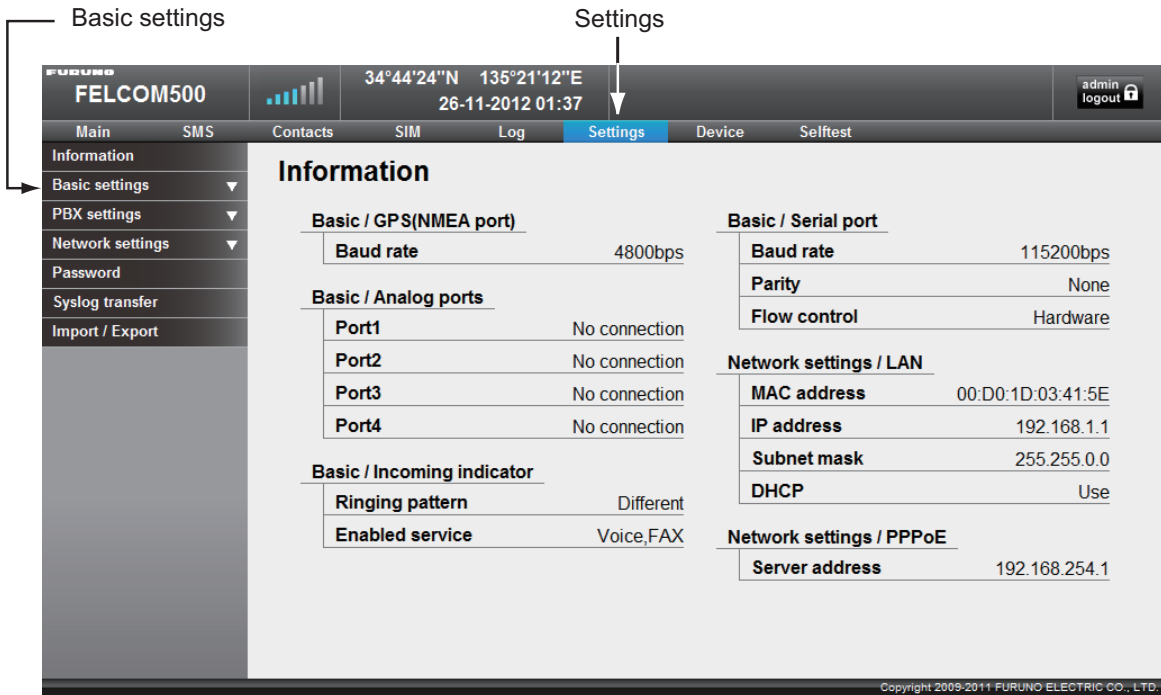 Basic settings
Settings
FURUNO
FELCOM500
34°44'24"N 135°21'12"E
26-11-2012 01:37
admin
logout
Main SMS Contacts SIM Log Settings Device Selftest
Information
Basic settings
PBX settings
Network settings
Password
Syslog transfer
Import / Export
Information
Basic / GPS(NMEA port)
Baud rate 4800bps
Basic / Analog ports
Port1 No connection
Port2 No connection
Port3 No connection
Port4 No connection
Basic / Incoming indicator
Ringing pattern Different
Enabled service Voice,FAX
Basic / Serial port
Baud rate 115200bps
Parity None
Flow control Hardware
Network settings / LAN
MAC address 00:D0:1D:03:41:5E
IP address 192.168.1.1
Subnet mask 255.255.0.0
DHCP Use
Network settings / PPPoE
Server address 192.168.254.1
Copyright 2009-2011 FURUNO ELECTRIC CO., LTD.